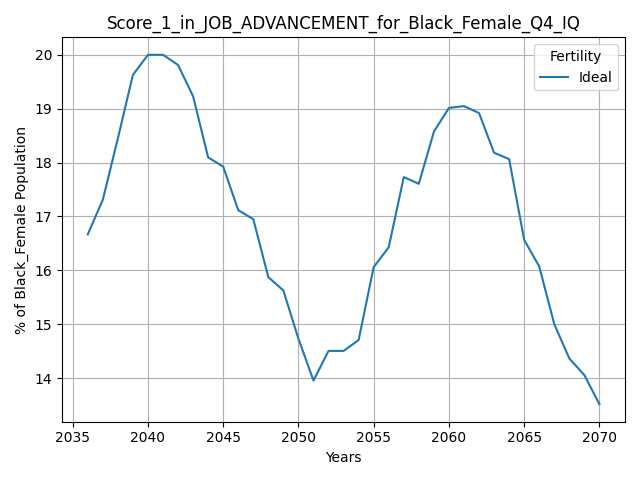 Score_1_in_JOB_ADVANCEMENT_for_Black_Female_Q4_IQ
Fertility
Ideal
% of Black_Female Population
20
19
18
17
16
15
14
2035 2040 2045 2050 2055 2060 2065 2070
Years